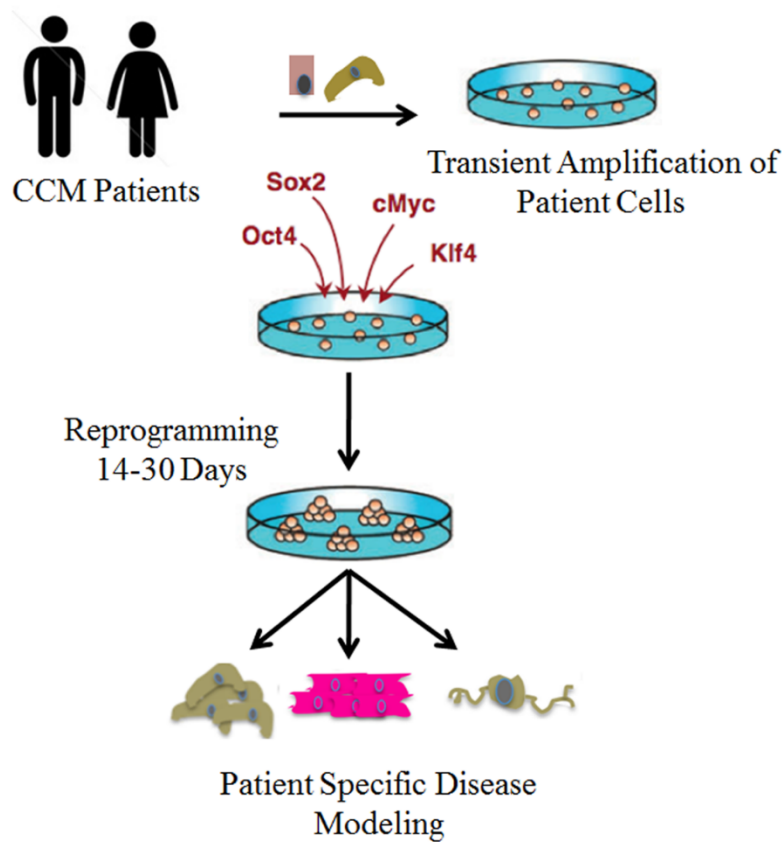 CCM Patients
Transient Amplification of
Patient Cells
Sox2
cMyc
Oct4
Klf4
Reprogramming
14-30 Days
Patient Specific Disease
Modeling